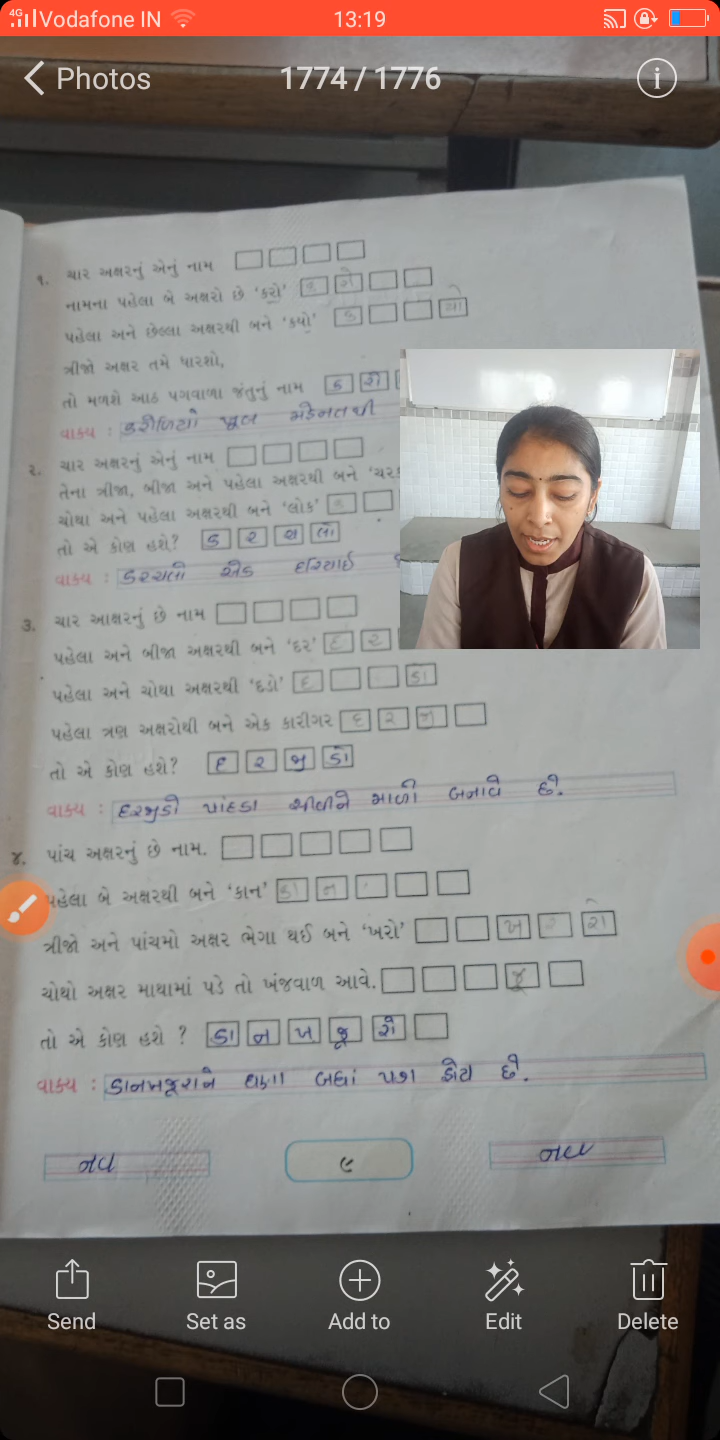 4G Vodafone IN 13:19
Photos 1774 / 1776
૧. ચાર અક્ષરનું એનું નામ
નામના પહેલા બે અક્ષરો છે 'કરો' ક રો
પહેલા અને છેલ્લા અક્ષરથી બને 'કયો' ક યો
ત્રીજો અક્ષર તમે ધારશો,
તો મળશે આઠ પગવાળા જંતુનું નામ ક રો
વાક્ય : કરોળિયો ખૂબ મહેનતથી
૨. ચાર અક્ષરનું એનું નામ
તેના ત્રીજા, બીજા અને પહેલા અક્ષરથી બને
ચોથા અને પહેલા અક્ષરથી બને 'લોક' ક
તો એ કોણ હશે? ક ર ચ લો
વાક્ય : કરચલો એક દરિયાઈ
૩. ચાર આક્ષરનું છે નામ
પહેલા અને બીજા અક્ષરથી બને 'દર' દ ર
પહેલા અને ચોથા અક્ષરથી 'દડો' દ ડો
પહેલા ત્રણ અક્ષરોથી બને એક કારીગર દ ર જી
તો એ કોણ હશે? દ ર જી ડો
વાક્ય : દરજીડો પાંદડા સીવીને માળો બનાવે છે.
૪. પાંચ અક્ષરનું છે નામ.
પહેલા બે અક્ષરથી બને 'કાન' કા ન
ત્રીજો અને પાંચમો અક્ષર ભેગા થઈ બને 'ખરો' ખ રો
ચોથો અક્ષર માથામાં પડે તો ખંજવાળ આવે. જૂ
તો એ કોણ હશે ? કા ન ખ જૂ રો
વાક્ય : કાનખજૂરાને ઘણા બધાં પગ હોય છે.
નવ ૯ નવ
Send Set as Add to Edit Delete